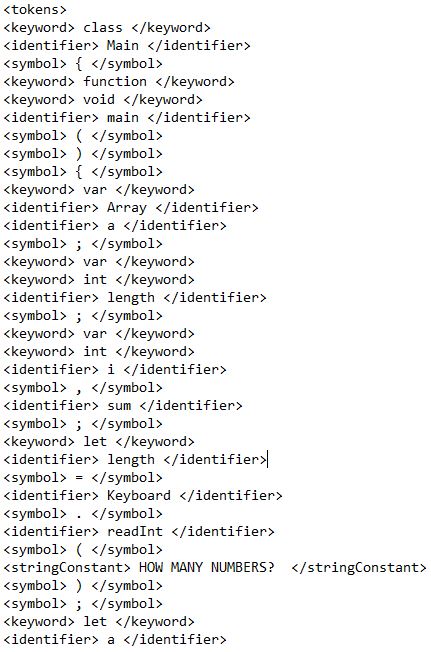 <tokens>
<keyword> class </keyword>
<identifier> Main </identifier>
<symbol> { </symbol>
<keyword> function </keyword>
<keyword> void </keyword>
<identifier> main </identifier>
<symbol> ( </symbol>
<symbol> ) </symbol>
<symbol> { </symbol>
<keyword> var </keyword>
<identifier> Array </identifier>
<identifier> a </identifier>
<symbol> ; </symbol>
<keyword> var </keyword>
<keyword> int </keyword>
<identifier> length </identifier>
<symbol> ; </symbol>
<keyword> var </keyword>
<keyword> int </keyword>
<identifier> i </identifier>
<symbol> , </symbol>
<identifier> sum </identifier>
<symbol> ; </symbol>
<keyword> let </keyword>
<identifier> length </identifier>
<symbol> = </symbol>
<identifier> Keyboard </identifier>
<symbol> . </symbol>
<identifier> readInt </identifier>
<symbol> ( </symbol>
<stringConstant> HOW MANY NUMBERS?  </stringConstant>
<symbol> ) </symbol>
<symbol> ; </symbol>
<keyword> let </keyword>
<identifier> a </identifier>